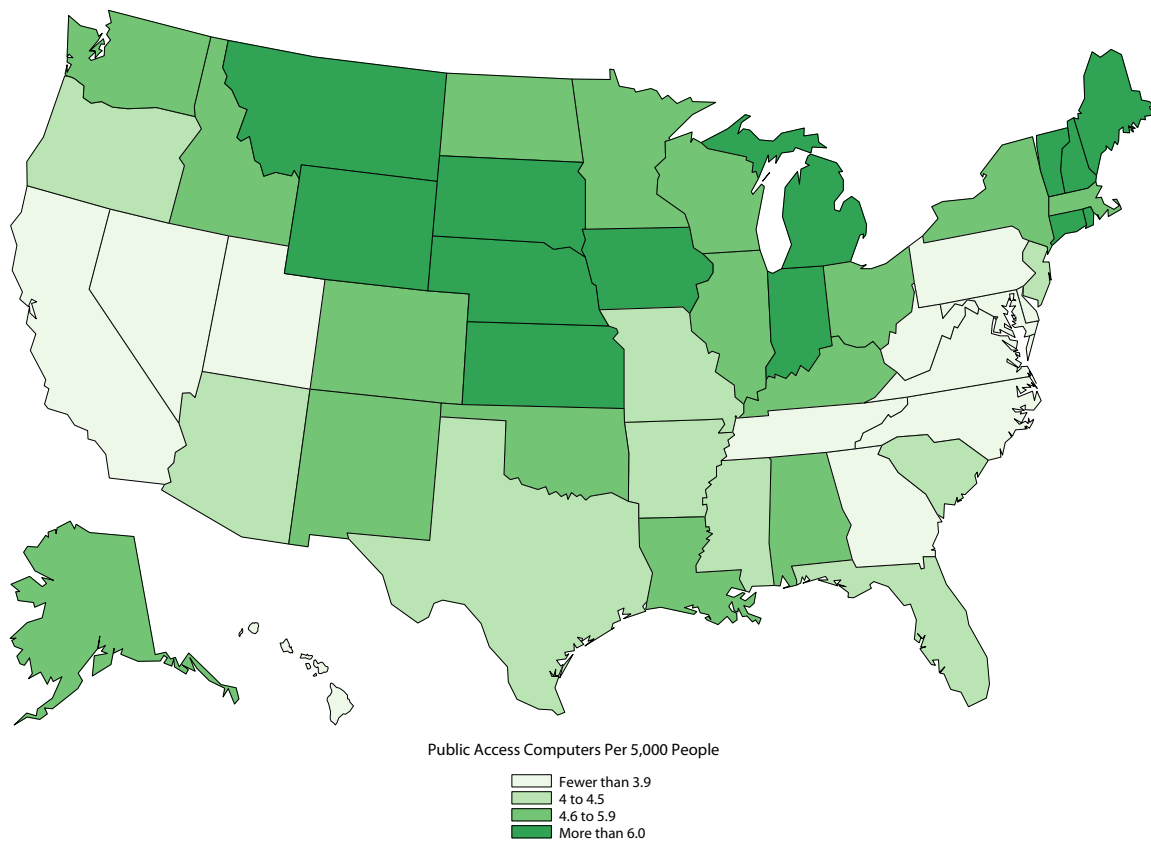 Public Access Computers Per 5,000 People
Fewer than 3.9
4 to 4.5
4.6 to 5.9
More than 6.0